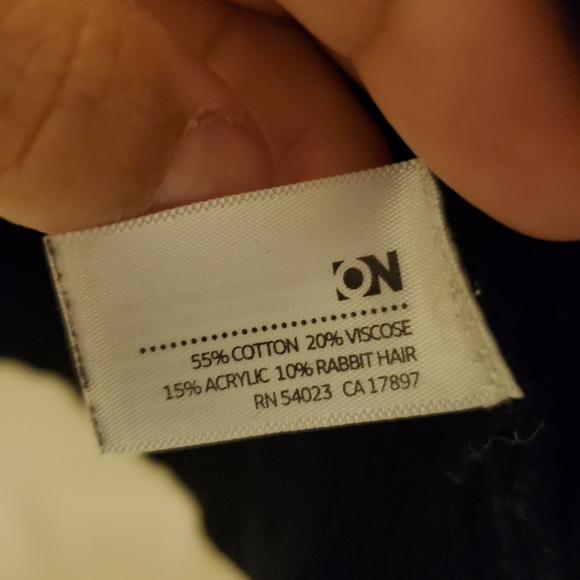 ON
55% COTTON 20% VISCOSE
15% ACRYLIC 10% RABBIT HAIR
RN 54023 CA 17897